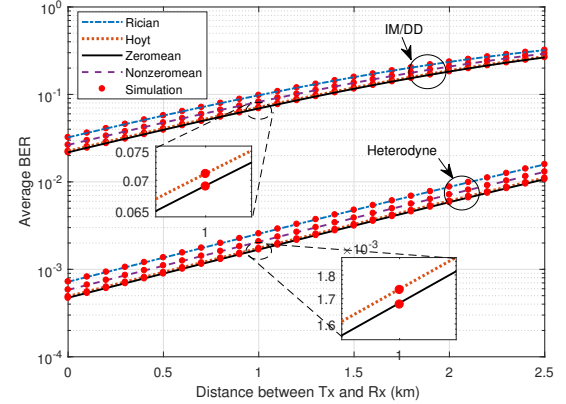 10^0
10^-1
10^-2
10^-3
10^-4
Average BER
Rician
Hoyt
Zeromean
Nonzeromean
Simulation
IM/DD
0.075
0.07
0.065
1
Heterodyne
×10^-3
1.8
1.7
1.6
1
0 0.5 1.0 1.5 2 2.5
Distance between Tx and Rx (km)